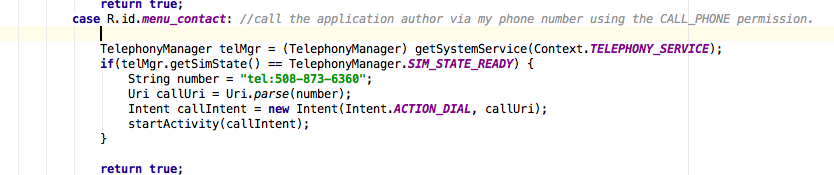 return true;
case R.id.menu_contact: //call the application author via my phone number using the CALL_PHONE permission.
TelephonyManager telMgr = (TelephonyManager) getSystemService(Context.TELEPHONY_SERVICE);
if(telMgr.getSimState() == TelephonyManager.SIM_STATE_READY) {
String number = "tel:508-873-6360";
Uri callUri = Uri.parse(number);
Intent callIntent = new Intent(Intent.ACTION_DIAL, callUri);
startActivity(callIntent);
}
return true;